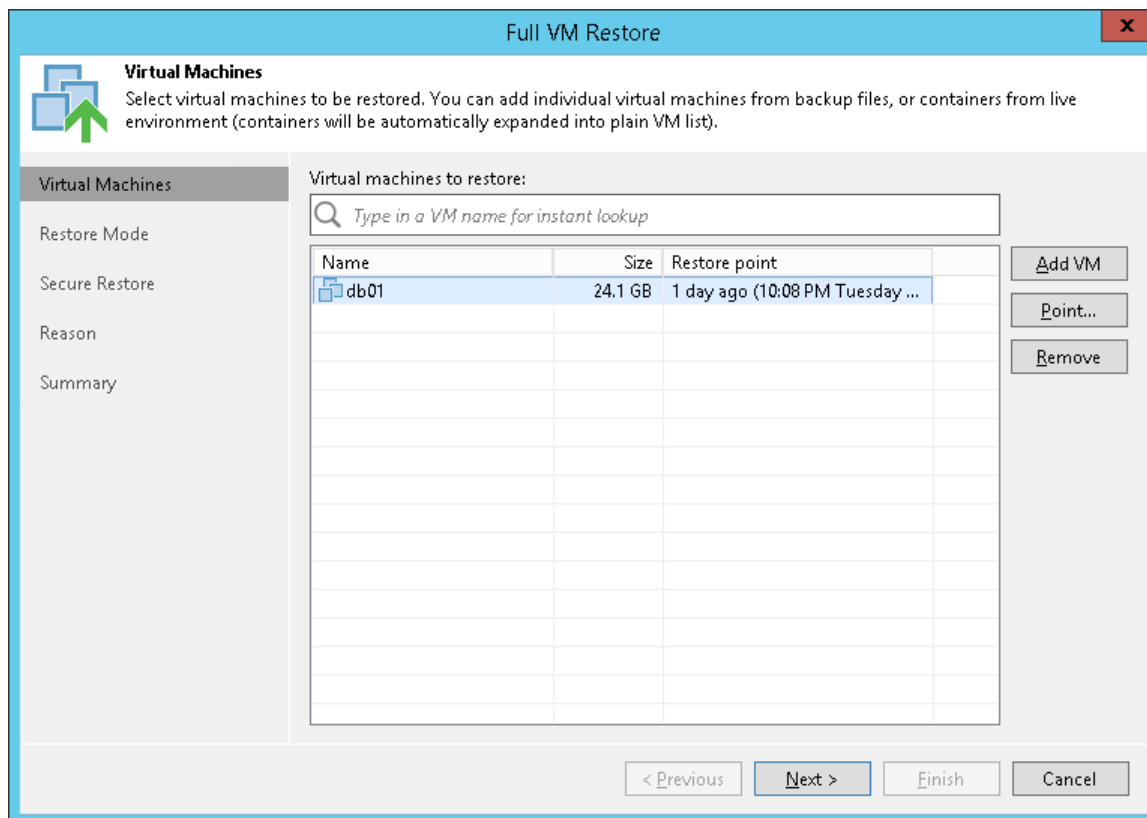 Full VM Restore
x
Virtual Machines
Select virtual machines to be restored. You can add individual virtual machines from backup files, or containers from live
environment (containers will be automatically expanded into plain VM list).
Virtual Machines
Restore Mode
Secure Restore
Reason
Summary
Virtual machines to restore:
Type in a VM name for instant lookup
Name Size Restore point
db01 24.1 GB 1 day ago (10:08 PM Tuesday ...
Add VM
Point...
Remove
< Previous Next > Finish Cancel